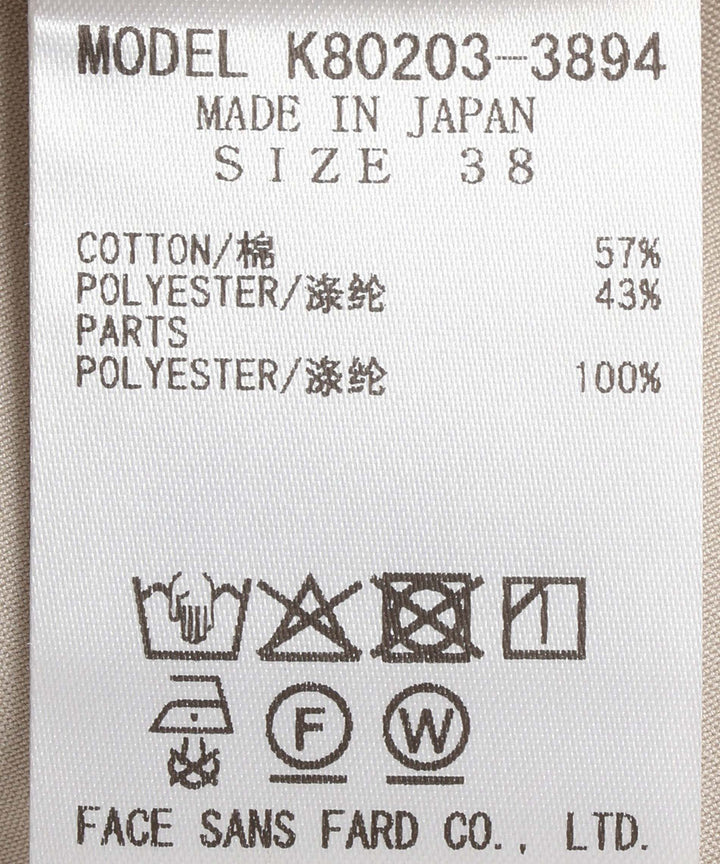 MODEL K80203-3894
MADE IN JAPAN
SIZE 38
COTTON/棉 57%
POLYESTER/涤纶 43%
PARTS
POLYESTER/涤纶 100%
F W
FACE SANS FARD CO., LTD.